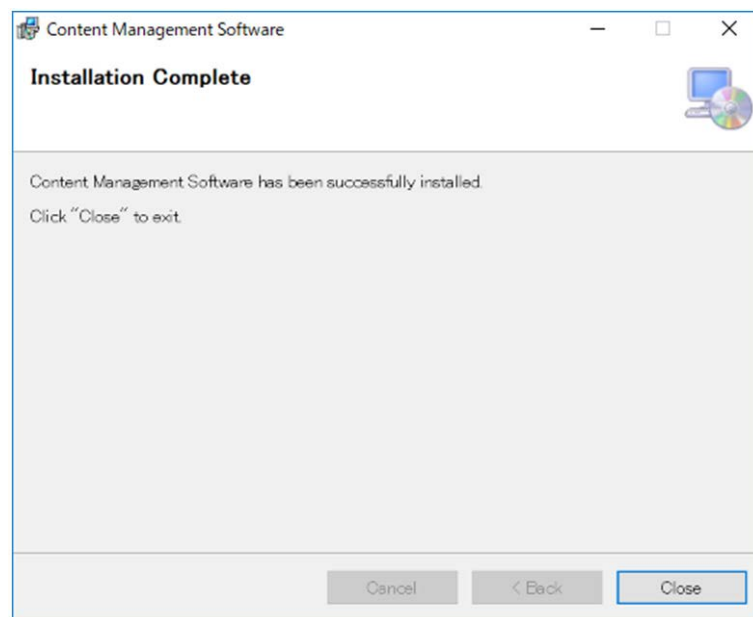 Content Management Software
Installation Complete
Content Management Software has been successfully installed.
Click "Close" to exit.
Cancel
< Back
Close